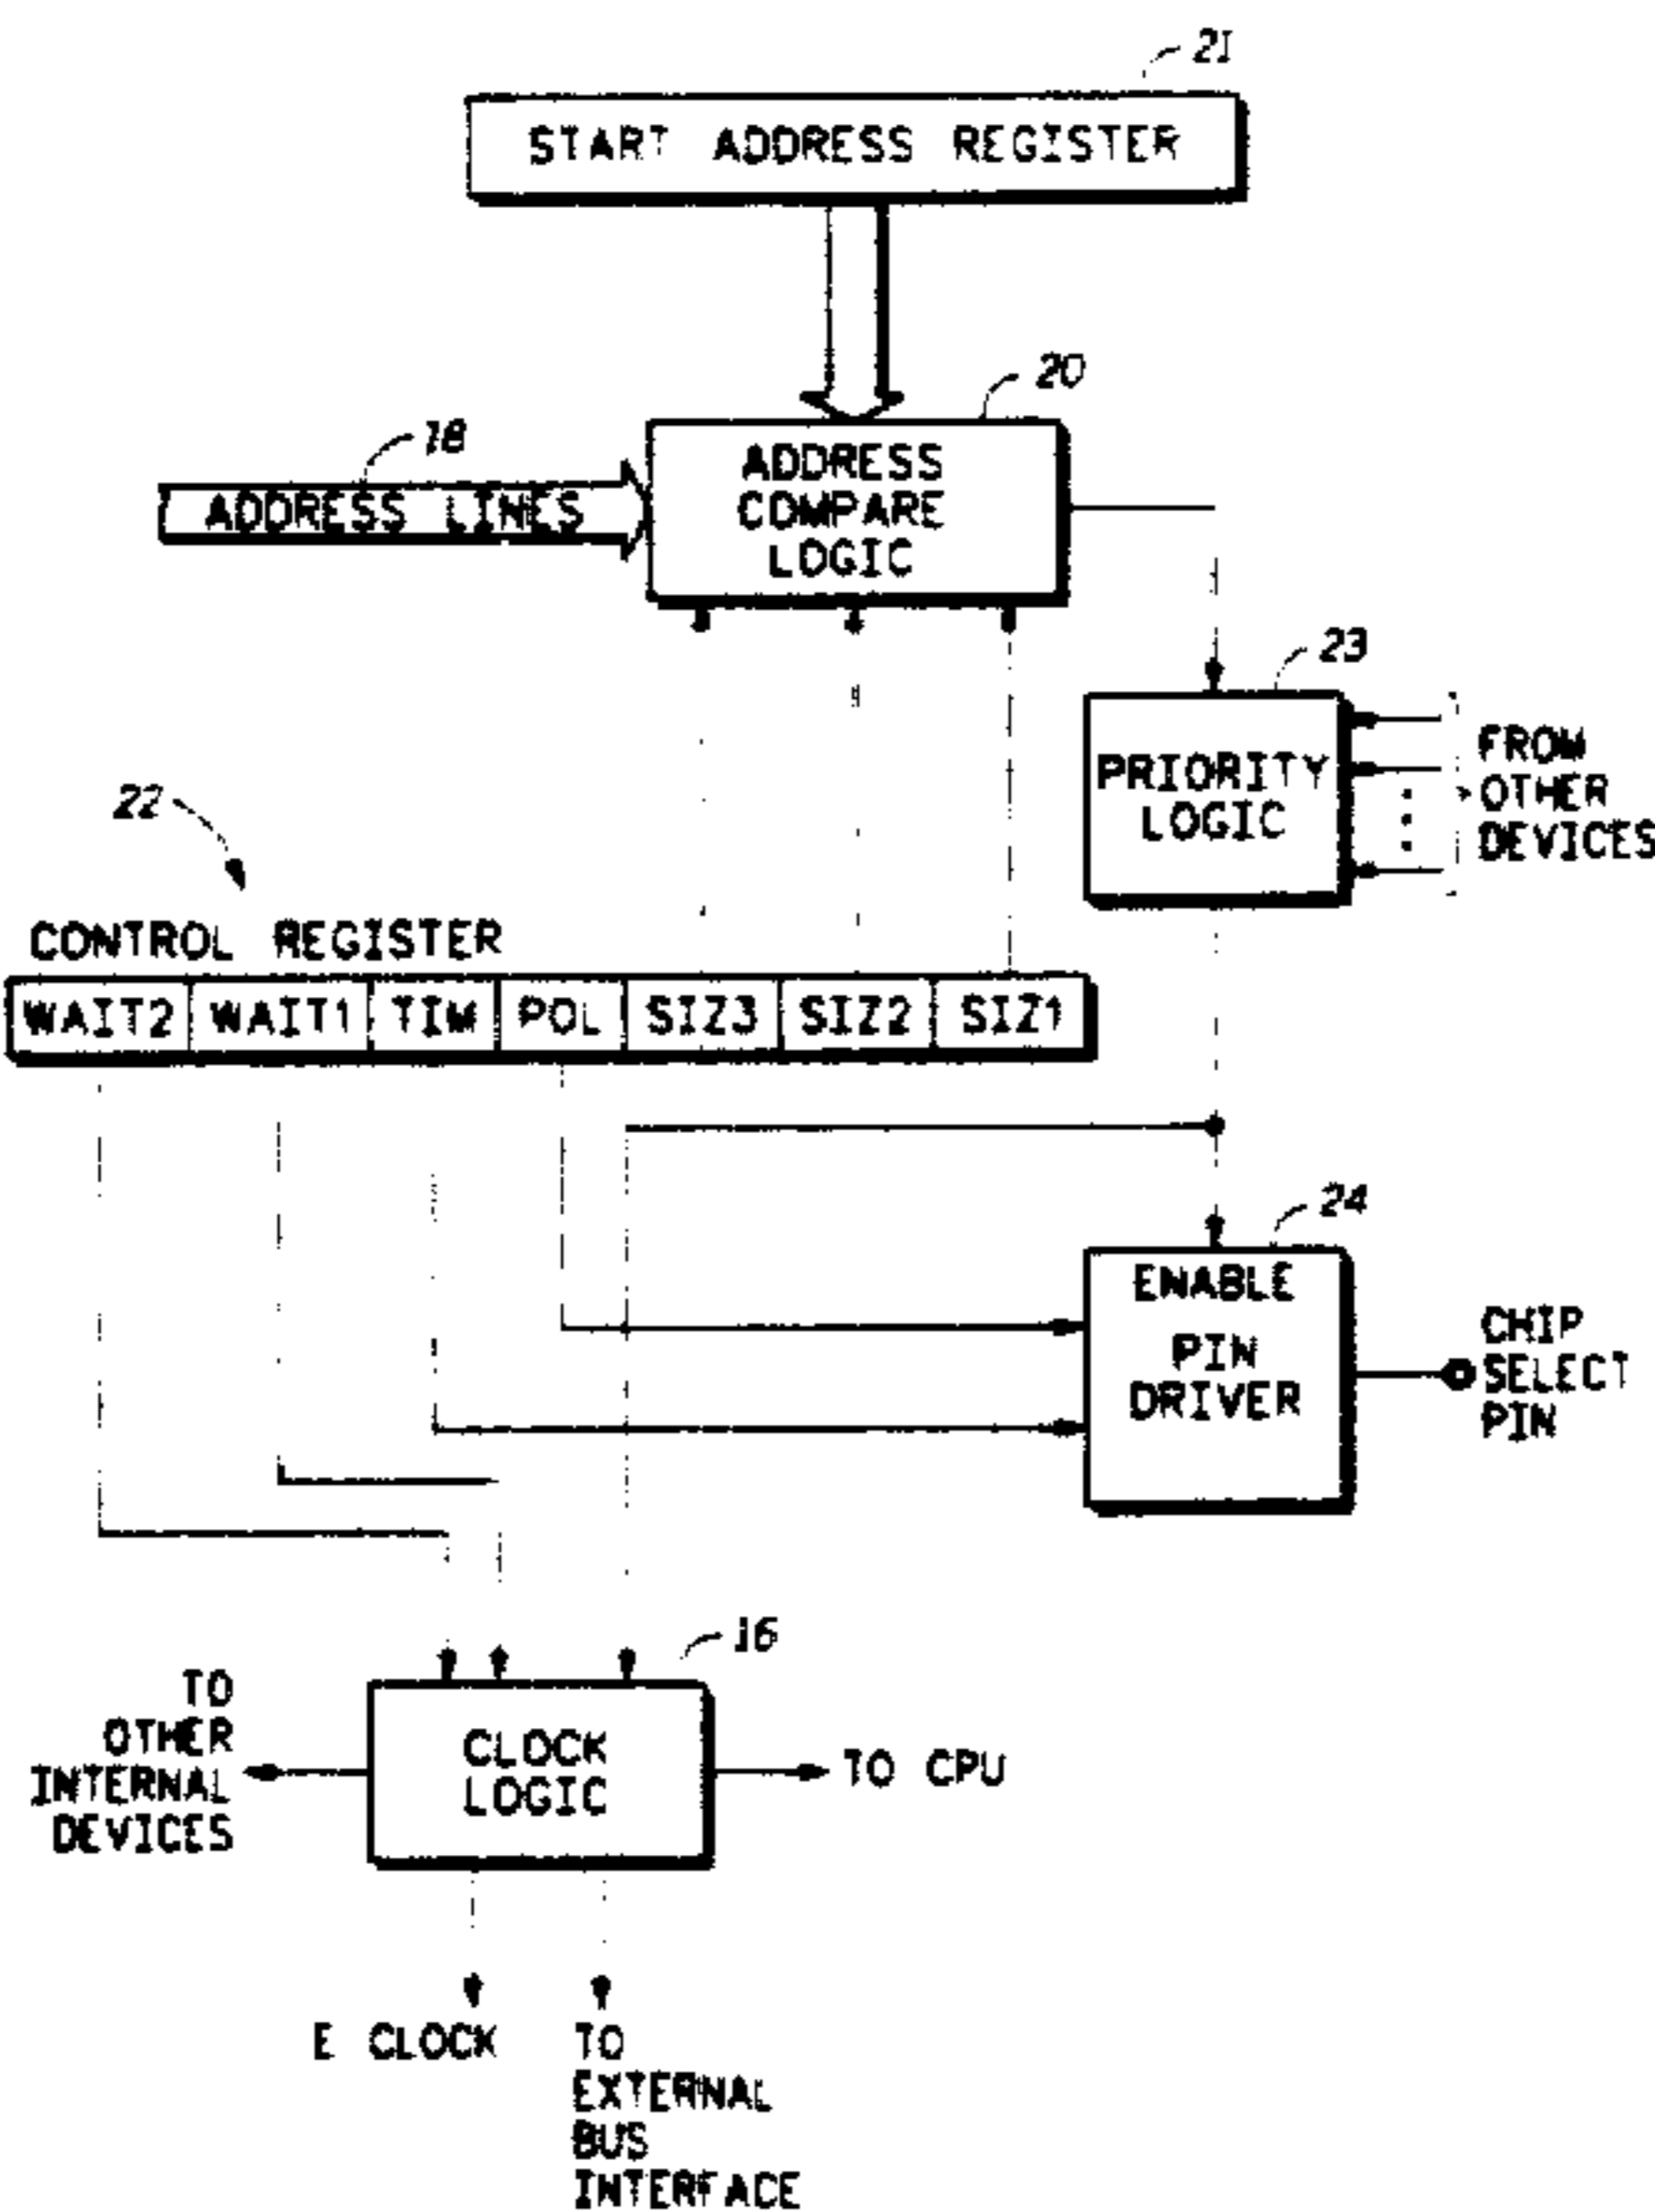 21
START ADDRESS REGISTER
20
18
ADDRESS LINES
ADDRESS
COMPARE
LOGIC
23
PRIORITY
LOGIC
FROM
OTHER
DEVICES
22
CONTROL REGISTER
WAIT2 WAIT1 TIM POL SIZ3 SIZ2 SIZ1
24
ENABLE
PIN
DRIVER
CHIP
SELECT
PIN
16
TO
OTHER
INTERNAL
DEVICES
CLOCK
LOGIC
TO CPU
E CLOCK
TO
EXTERNAL
BUS
INTERFACE